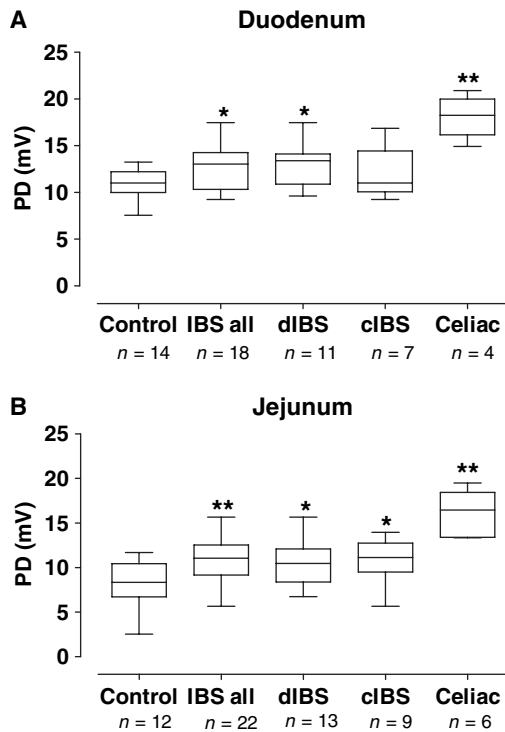 A
Duodenum
PD (mV)
25
20
15
10
5
0
* * **
Control IBS all dIBS cIBS Celiac
n = 14 n = 18 n = 11 n = 7 n = 4
B
Jejunum
PD (mV)
25
20
15
10
5
0
** * * **
Control IBS all dIBS cIBS Celiac
n = 12 n = 22 n = 13 n = 9 n = 6